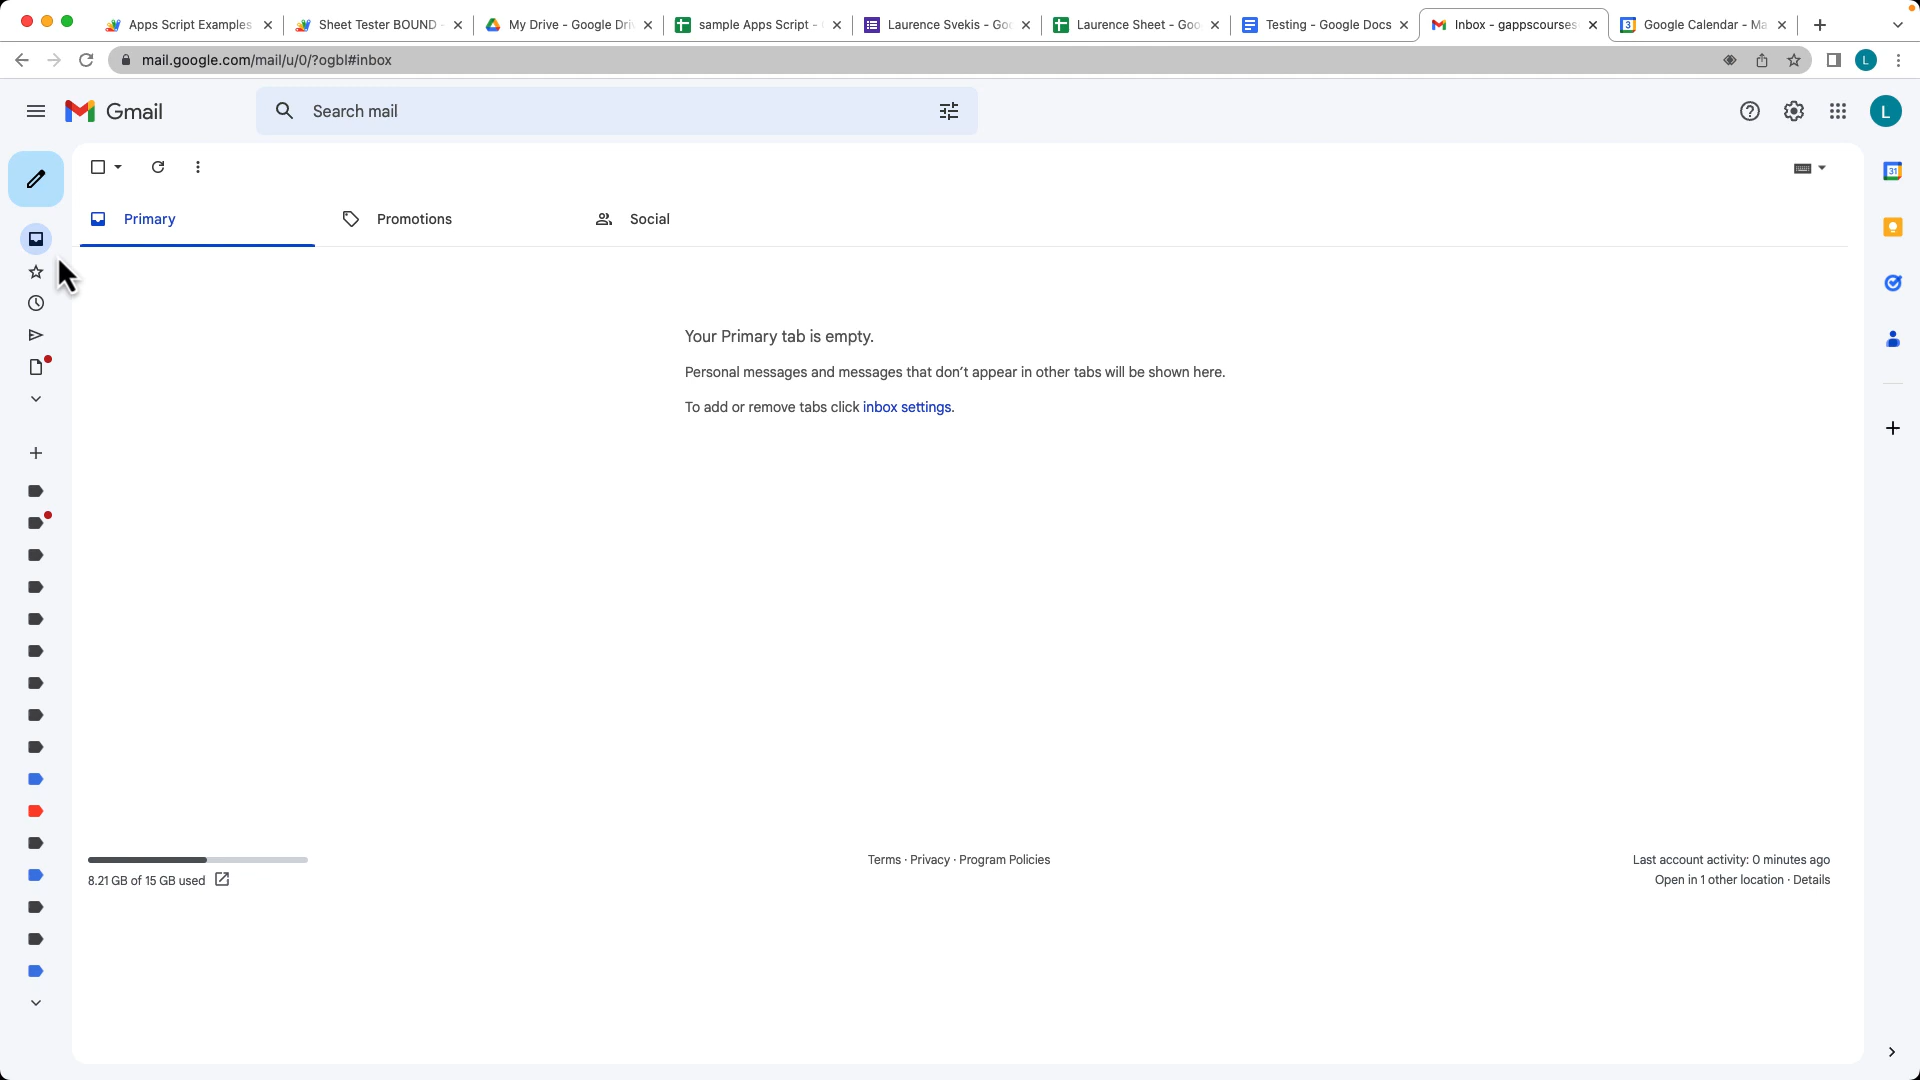 Apps Script Examples
Sheet Tester BOUND -
My Drive - Google Dri
sample Apps Script -
Laurence Svekis - Goo
Laurence Sheet - Goo
Testing - Google Docs
Inbox - gappscourses
Google Calendar - Ma
mail.google.com/mail/u/0/?ogbl#inbox
L
Gmail
Search mail
L
31
Primary
Promotions
Social
Your Primary tab is empty.
Personal messages and messages that don't appear in other tabs will be shown here.
To add or remove tabs click inbox settings.
8.21 GB of 15 GB used
Terms · Privacy · Program Policies
Last account activity: 0 minutes ago
Open in 1 other location · Details